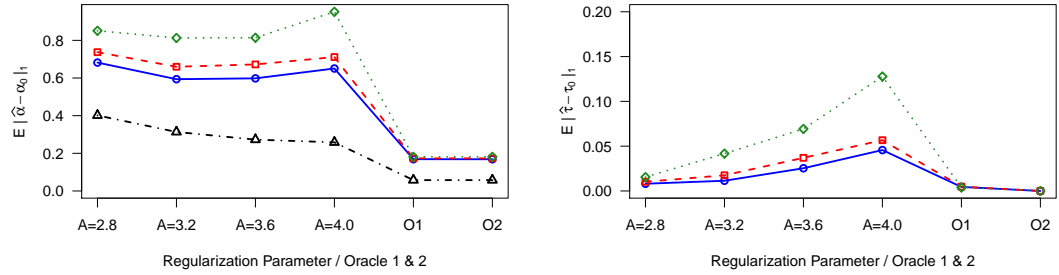 E | α̂ − α₀ |₁
0.0
0.2
0.4
0.6
0.8
A=2.8
A=3.2
A=3.6
A=4.0
O1
O2
Regularization Parameter / Oracle 1 & 2
E | τ̂ − τ₀ |₁
0.00
0.05
0.10
0.15
0.20
A=2.8
A=3.2
A=3.6
A=4.0
O1
O2
Regularization Parameter / Oracle 1 & 2